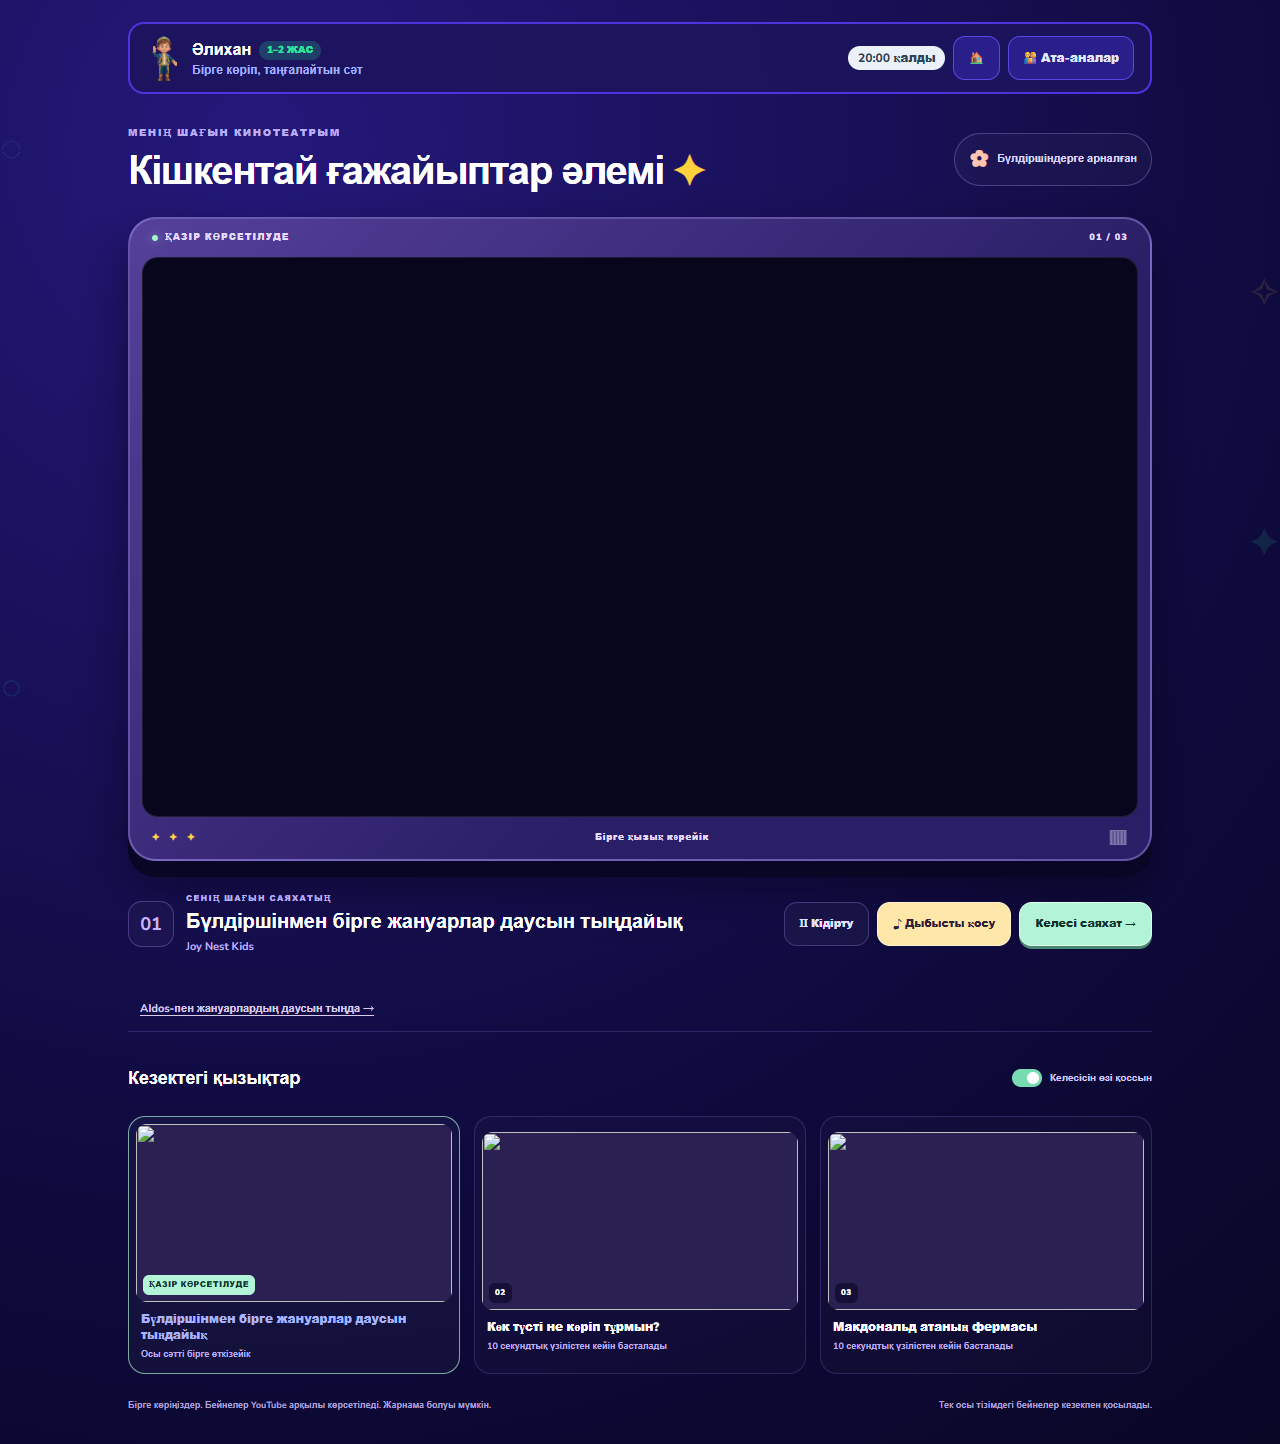 Әлихан
1–2 ЖАС
Бірге көріп, таңғалайтын сәт
20:00 қалды
Ата-аналар
МЕНІҢ ШАҒЫН КИНОТЕАТРЫМ
Кішкентай ғажайыптар әлемі
Бүлдіршіндерге арналған
ҚАЗІР КӨРСЕТІЛУДЕ
01 / 03
Бірге қызық көрейік
01
СЕНІҢ ШАҒЫН САЯХАТЫҢ
Бүлдіршінмен бірге жануарлар даусын тыңдайық
Joy Nest Kids
II Кідірту
♪ Дыбысты қосу
Келесі саяхат →
Aldos-пен жануарлардың даусын тыңда →
Кезектегі қызықтар
Келесісін өзі қоссын
ҚАЗІР КӨРСЕТІЛУДЕ
Бүлдіршінмен бірге жануарлар даусын
тыңдайық
Осы сәтті бірге өткізейік
02
Көк түсті не көріп тұрмын?
10 секундтық үзілістен кейін басталады
03
Макдональд атаның фермасы
10 секундтық үзілістен кейін басталады
Бірге көріңіздер. Бейнелер YouTube арқылы көрсетіледі. Жарнама болуы мүмкін.
Тек осы тізімдегі бейнелер кезекпен қосылады.